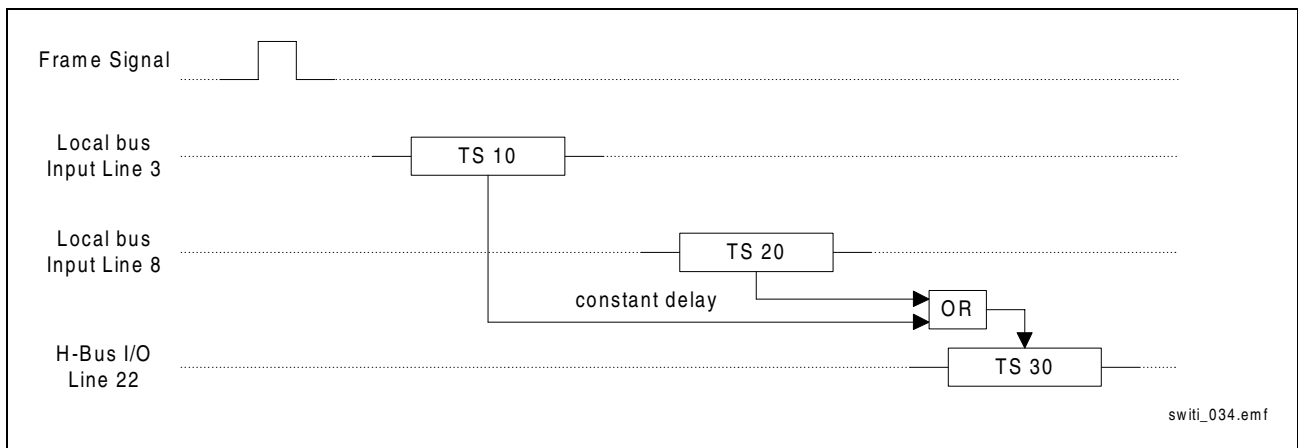 Frame Signal
Local bus
Input Line 3
TS 10
Local bus
Input Line 8
TS 20
constant delay
OR
H-Bus I/O
Line 22
TS 30
switi_034.emf